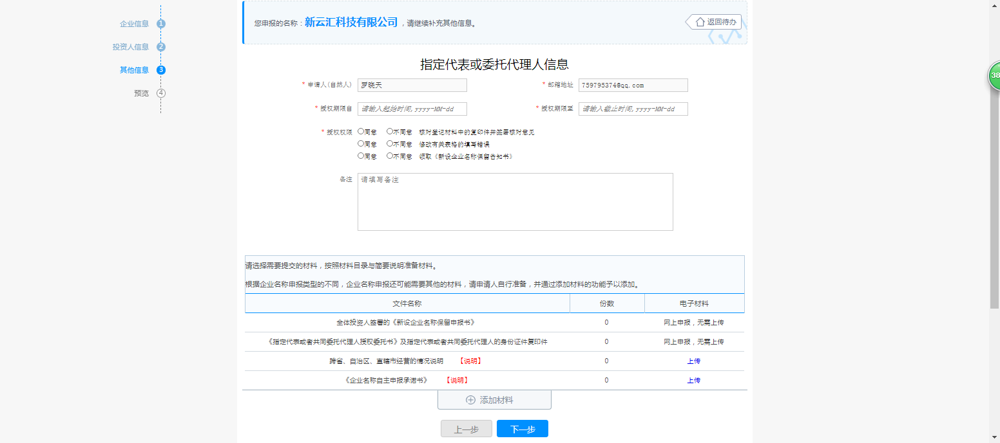 企业信息 1
投资人信息 2
其他信息 3
预览 4
您申报的名称：新云汇科技有限公司 ，请继续补充其他信息。
返回待办
38
指定代表或委托代理人信息
* 申请人(自然人) 罗晓天
* 邮箱地址 759795374@qq.com
* 授权期限自 请输入起始时间,yyyy-MM-dd
* 授权期限至 请输入截止时间,yyyy-MM-dd
* 授权权限 同意 不同意 核对登记材料中的复印件并签署核对意见
同意 不同意 修改有关表格的填写错误
同意 不同意 领取《新设企业名称保留告知书》
备注 请填写备注
请选择需要提交的材料，按照材料目录与简要说明准备材料。
根据企业名称申报类型的不同，企业名称申报还可能需要其他的材料，请申请人自行准备，并通过添加材料的功能予以添加。
文件名称 份数 电子材料
全体投资人签署的《新设企业名称保留申报书》 0 网上申报，无需上传
《指定代表或者共同委托代理人授权委托书》及指定代表或者共同委托代理人的身份证件复印件 0 网上申报，无需上传
跨省、自治区、直辖市经营的情况说明 【说明】 0 上传
《企业名称自主申报承诺书》 【说明】 0 上传
添加材料
上一步 下一步